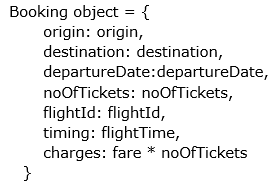 Booking object = {
origin: origin,
destination: destination,
departureDate:departureDate,
noOfTickets: noOfTickets,
flightId: flightId,
timing: flightTime,
charges: fare * noOfTickets
}